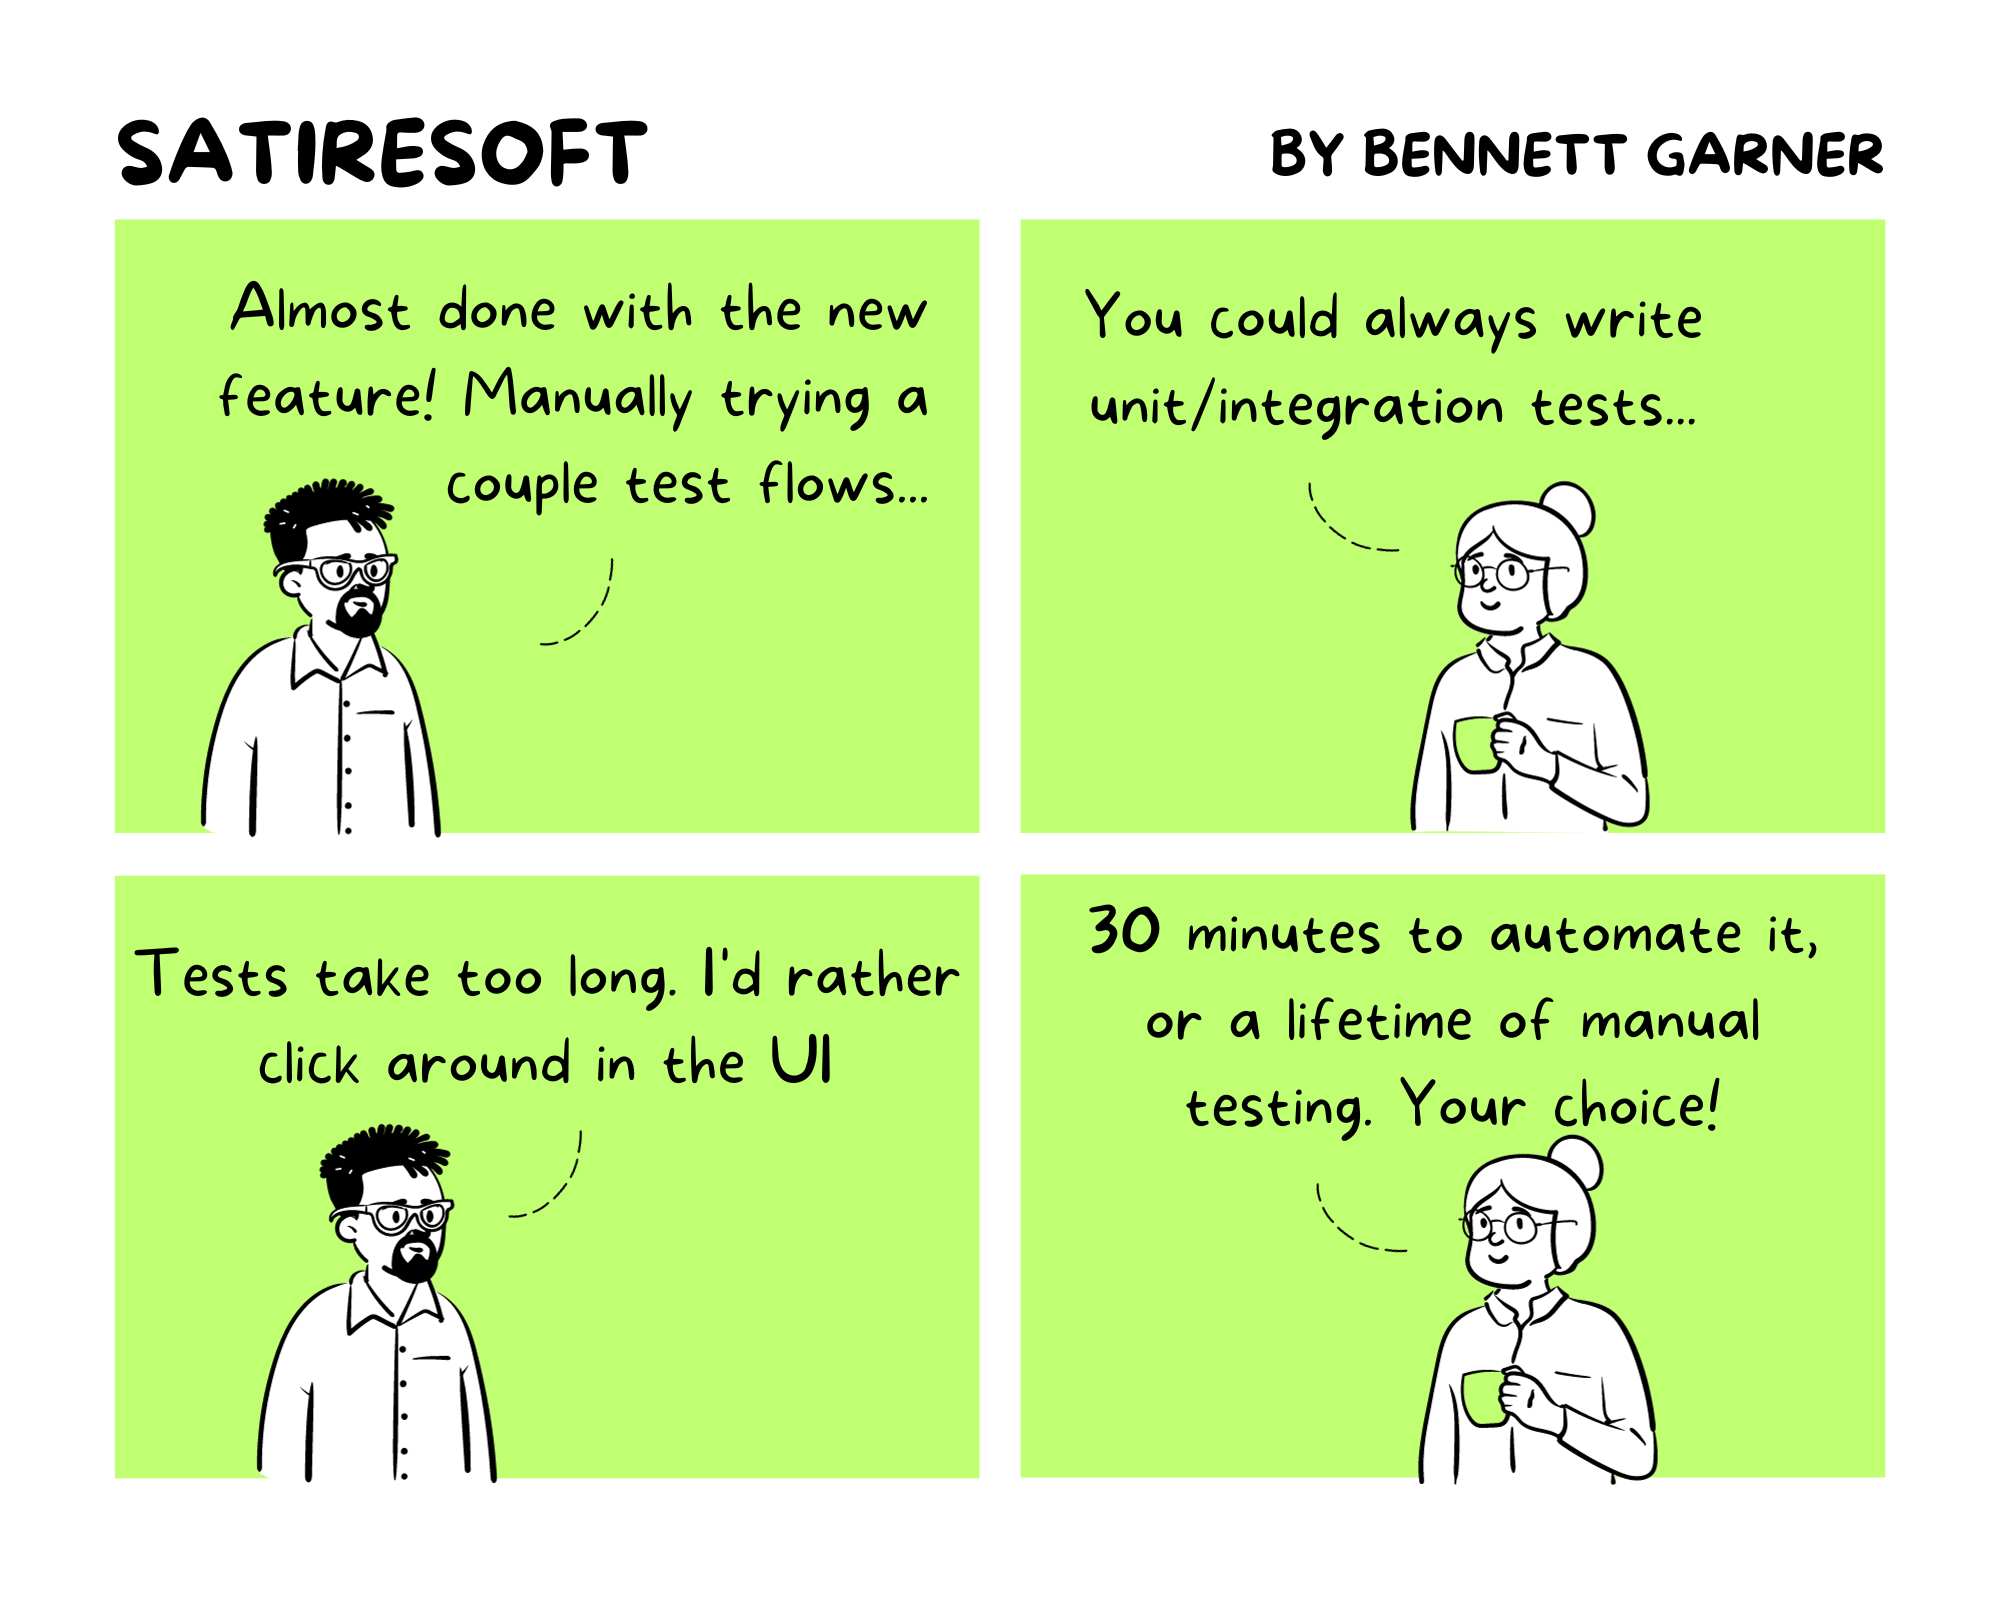 SATIRESOFT
BY BENNETT GARNER
Almost done with the new
feature! Manually trying a
couple test flows...
You could always write
unit/integration tests...
Tests take too long. I'd rather
click around in the UI
30 minutes to automate it,
or a lifetime of manual
testing. Your choice!